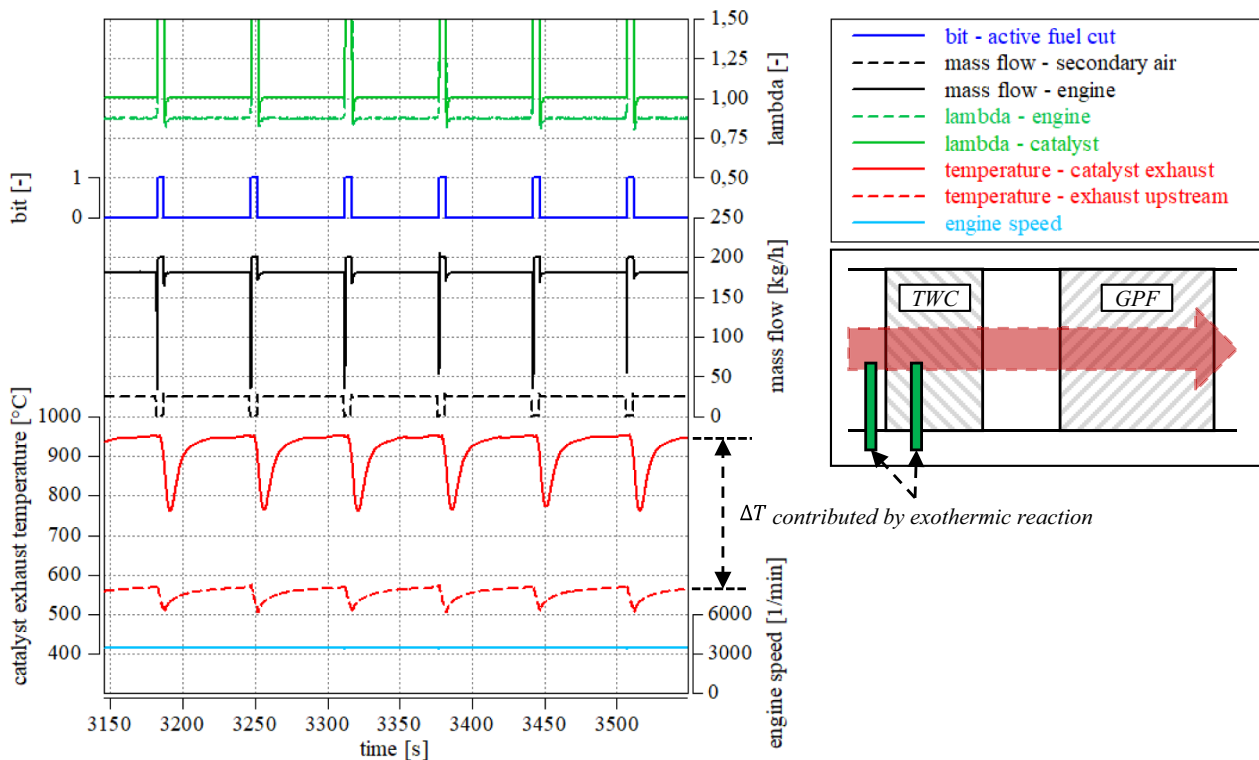 1,50
1,25
1,00
0,75
0,50
lambda [-]
1
0
bit [-]
250
200
150
100
50
0
mass flow [kg/h]
1000
900
800
700
600
500
400
catalyst exhaust temperature [°C]
6000
3000
0
engine speed [1/min]
3150 3200 3250 3300 3350 3400 3450 3500
time [s]
bit - active fuel cut
mass flow - secondary air
mass flow - engine
lambda - engine
lambda - catalyst
temperature - catalyst exhaust
temperature - exhaust upstream
engine speed
TWC GPF
ΔT contributed by exothermic reaction